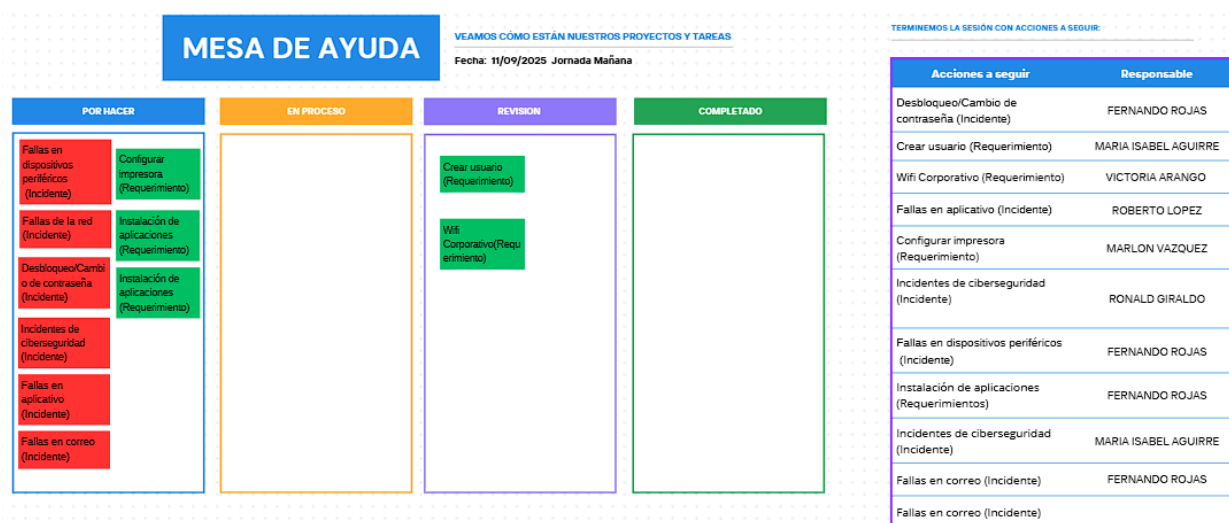 MESA DE AYUDA
VEAMOS CÓMO ESTÁN NUESTROS PROYECTOS Y TAREAS
Fecha: 11/09/2025 Jornada Mañana
POR HACER
Fallas en
dispositivos
periféricos
(Incidente)
Fallas de la red
(Incidente)
Desbloqueo/Cambi
o de contraseña
(Incidente)
Incidentes de
ciberseguridad
(Incidente)
Fallas en
aplicativo
(Incidente)
Fallas en correo
(Incidente)
Configurar
impresora
(Requerimiento)
Instalación de
aplicaciones
(Requerimiento)
Instalación de
aplicaciones
(Requerimiento)
EN PROCESO
REVISION
Crear usuario
(Requerimiento)
Wifi
Corporativo(Requ
erimiento)
COMPLETADO
TERMINEMOS LA SESIÓN CON ACCIONES A SEGUIR:
Acciones a seguir Responsable
Desbloqueo/Cambio de
contraseña (Incidente) FERNANDO ROJAS
Crear usuario (Requerimiento) MARIA ISABEL AGUIRRE
Wifi Corporativo (Requerimiento) VICTORIA ARANGO
Fallas en aplicativo (Incidente) ROBERTO LOPEZ
Configurar impresora
(Requerimiento) MARLON VAZQUEZ
Incidentes de ciberseguridad
(Incidente) RONALD GIRALDO
Fallas en dispositivos periféricos
(Incidente) FERNANDO ROJAS
Instalación de aplicaciones
(Requerimientos) FERNANDO ROJAS
Incidentes de ciberseguridad
(Incidente) MARIA ISABEL AGUIRRE
Fallas en correo (Incidente) FERNANDO ROJAS
Fallas en correo (Incidente)